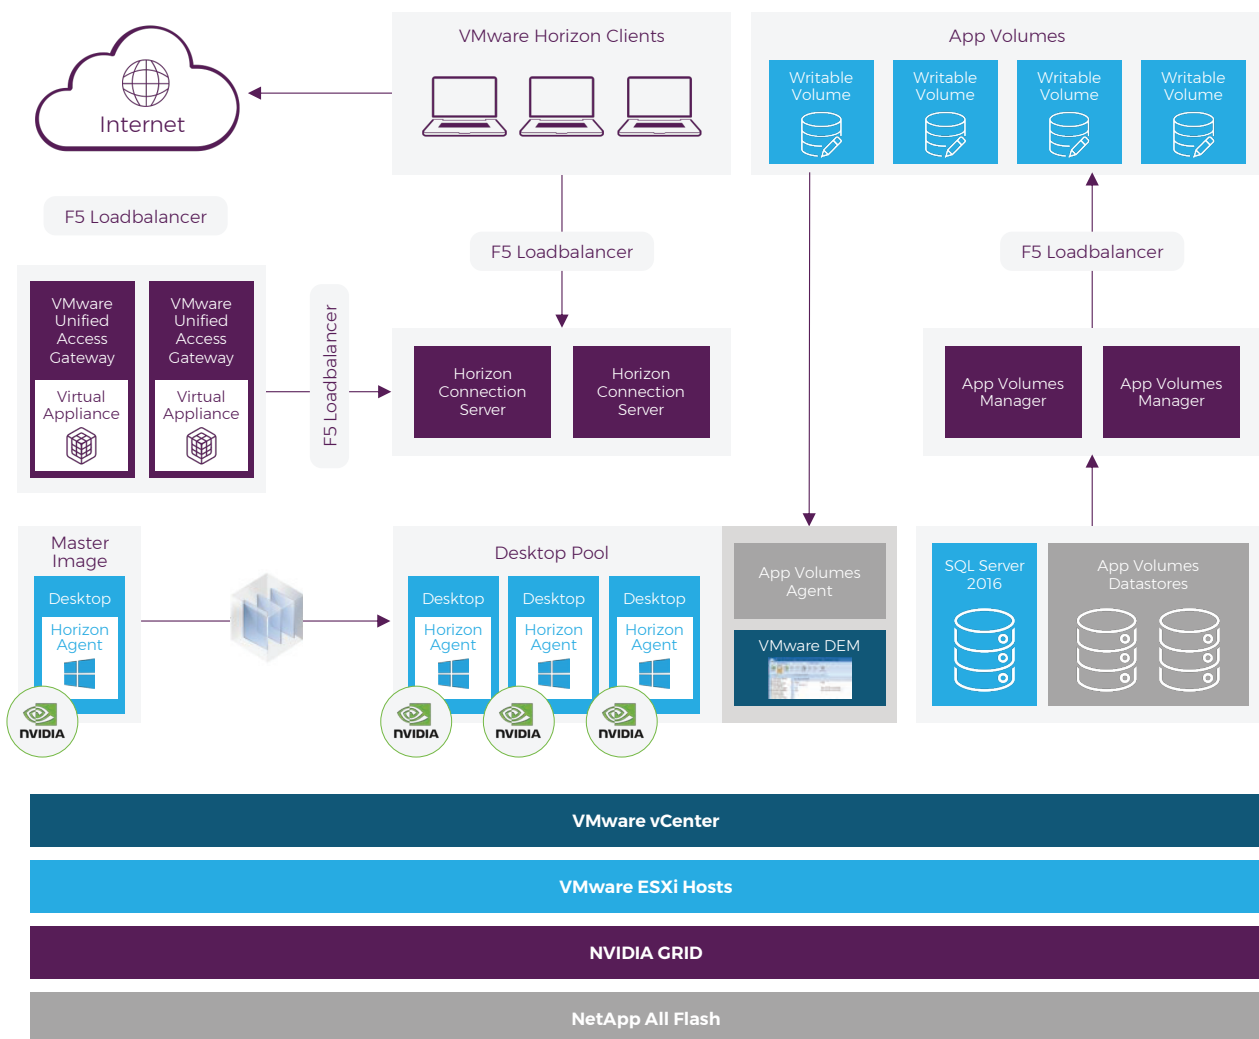 VMware Horizon Clients
App Volumes
Internet
Writable
Volume
Writable
Volume
Writable
Volume
Writable
Volume
F5 Loadbalancer
F5 Loadbalancer
F5 Loadbalancer
VMware
Unified
Access
Gateway
Virtual
Appliance
VMware
Unified
Access
Gateway
Virtual
Appliance
F5 Loadbalancer
Horizon
Connection
Server
Horizon
Connection
Server
App Volumes
Manager
App Volumes
Manager
Master
Image
Desktop
Horizon
Agent
NVIDIA
Desktop Pool
Desktop
Horizon
Agent
NVIDIA
Desktop
Horizon
Agent
NVIDIA
Desktop
Horizon
Agent
NVIDIA
App Volumes
Agent
VMware DEM
SQL Server
2016
App Volumes
Datastores
VMware vCenter
VMware ESXi Hosts
NVIDIA GRID
NetApp All Flash